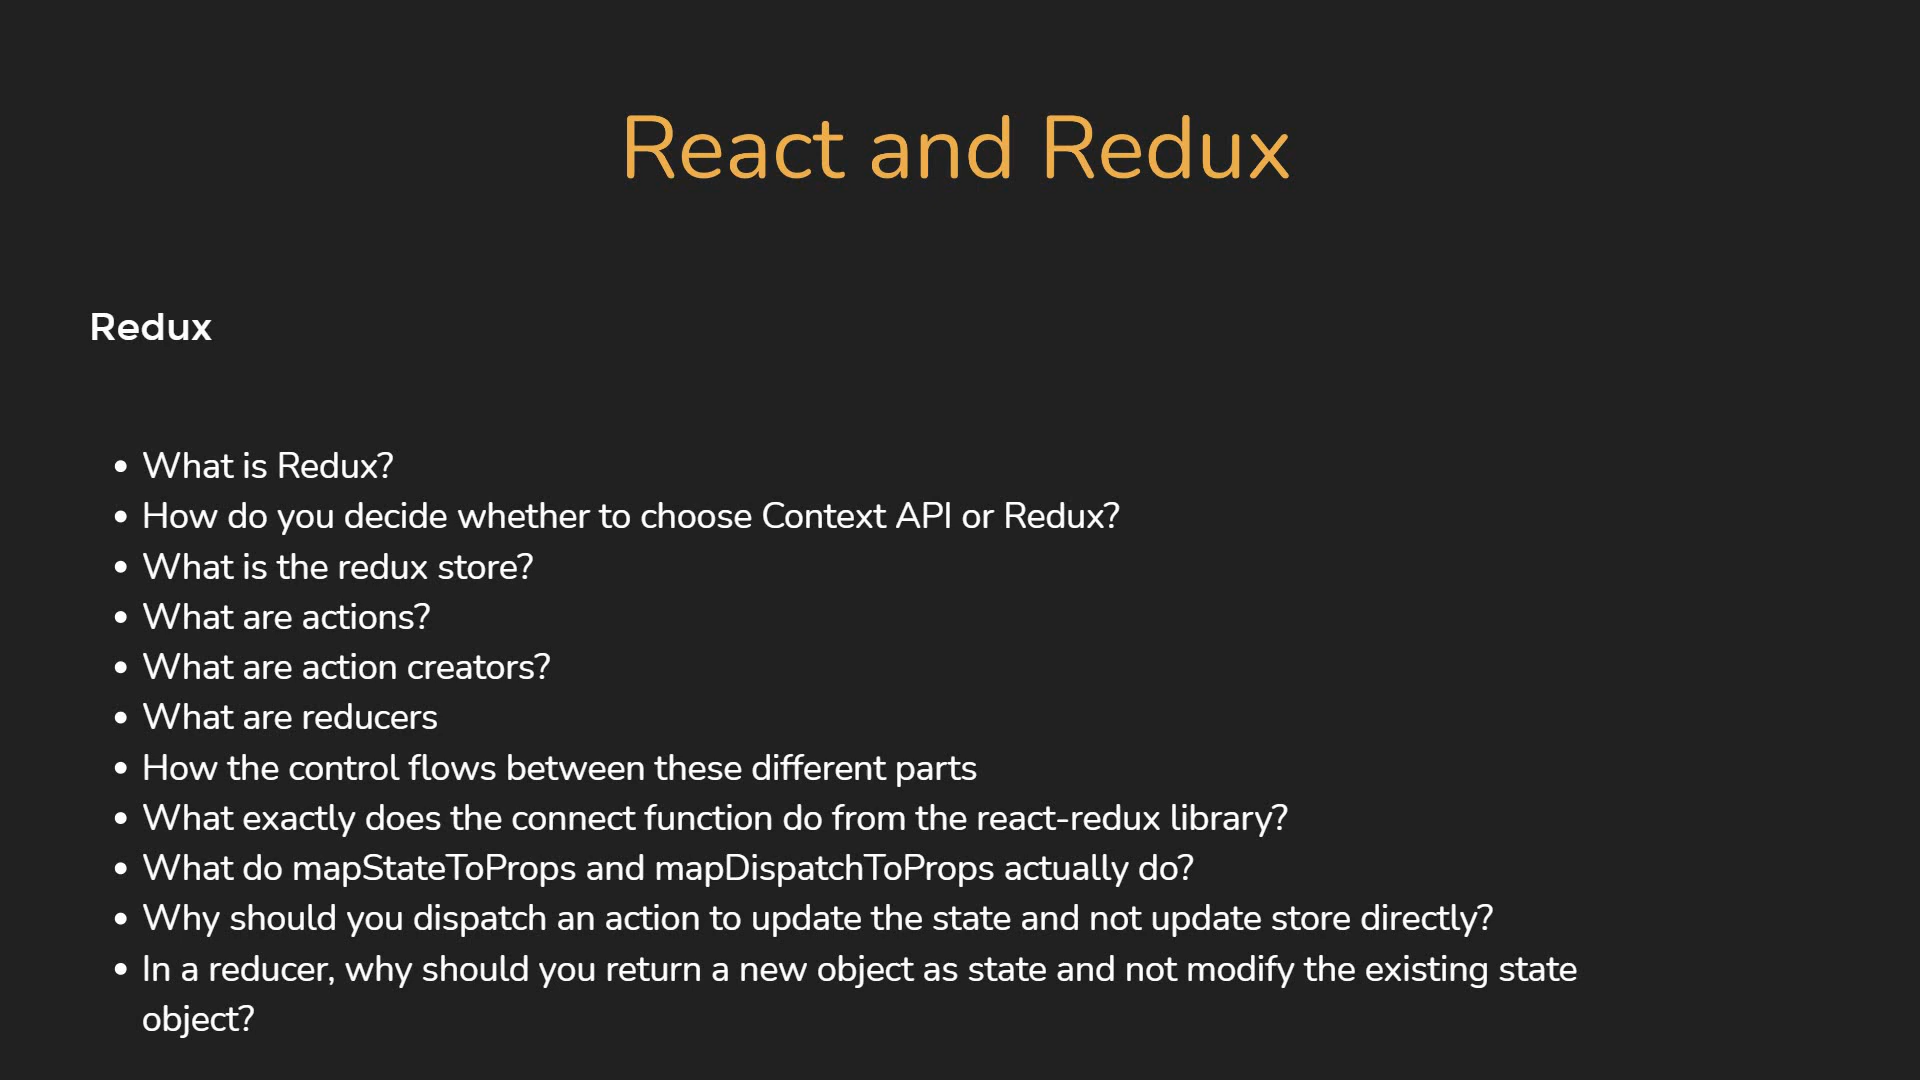 React and Redux
Redux
• What is Redux?
• How do you decide whether to choose Context API or Redux?
• What is the redux store?
• What are actions?
• What are action creators?
• What are reducers
• How the control flows between these different parts
• What exactly does the connect function do from the react-redux library?
• What do mapStateToProps and mapDispatchToProps actually do?
• Why should you dispatch an action to update the state and not update store directly?
• In a reducer, why should you return a new object as state and not modify the existing state
object?